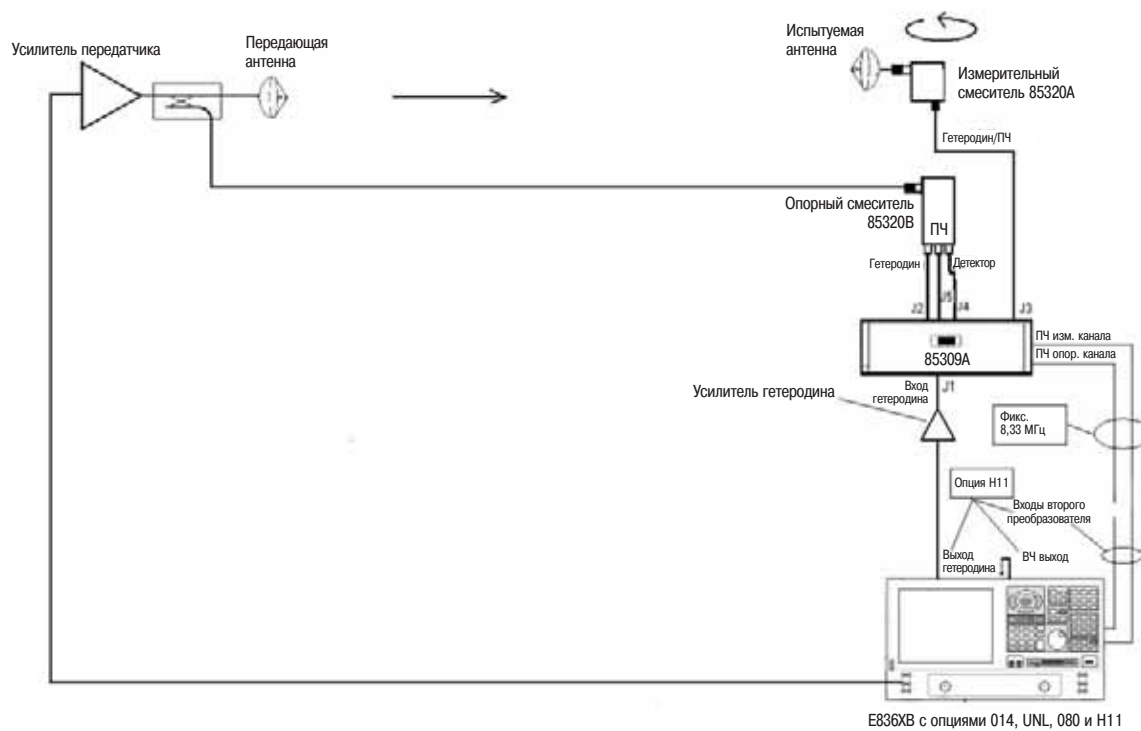 Усилитель передатчика
Передающая
антенна
Испытуемая
антенна
Измерительный
смеситель 85320A
Гетеродин/ПЧ
Опорный смеситель
85320B
ПЧ
Гетеродин
Детектор
J2
J5
J4
J3
85309A
ПЧ изм. канала
ПЧ опор. канала
Вход
гетеродина
J1
Усилитель гетеродина
Фикс.
8,33 МГц
Опция H11
Входы второго
преобразователя
Выход
гетеродина
ВЧ выход
E836XB с опциями 014, UNL, 080 и H11